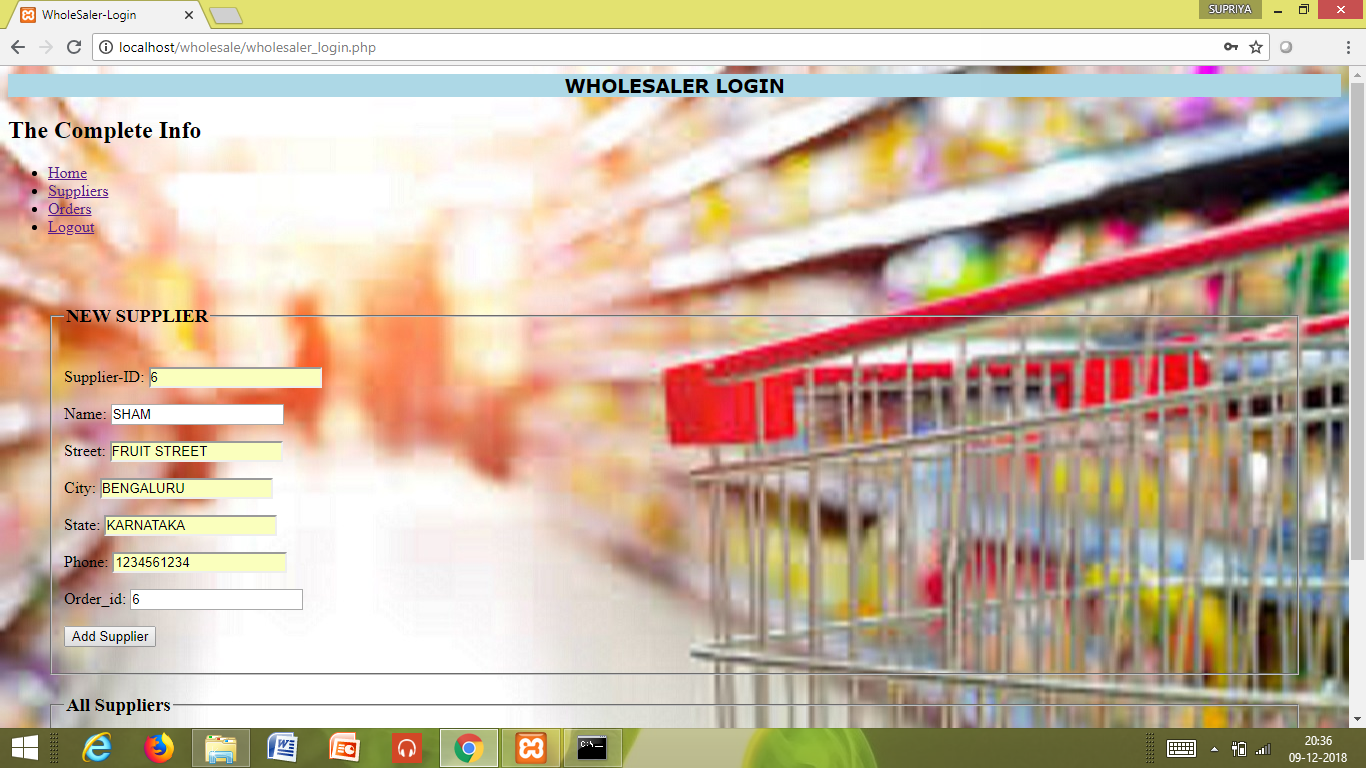 WholeSaler-Login
SUPRIYA
localhost/wholesale/wholesaler_login.php
WHOLESALER LOGIN
The Complete Info
Home
Suppliers
Orders
Logout
NEW SUPPLIER
Supplier-ID: 6
Name: SHAM
Street: FRUIT STREET
City: BENGALURU
State: KARNATAKA
Phone: 1234561234
Order_id: 6
Add Supplier
All Suppliers
20:36
09-12-2018